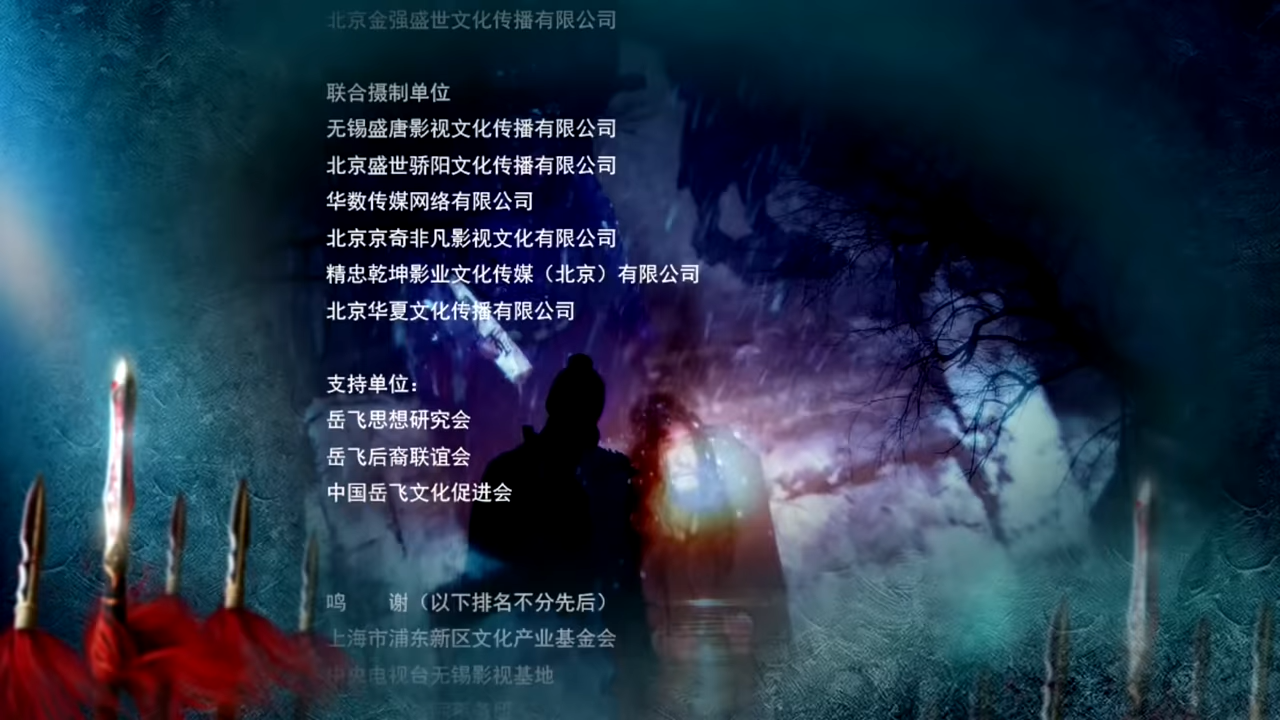 北京金强盛世文化传播有限公司
联合摄制单位
无锡盛唐影视文化传播有限公司
北京盛世骄阳文化传播有限公司
华数传媒网络有限公司
北京京奇非凡影视文化有限公司
精忠乾坤影业文化传媒（北京）有限公司
北京华夏文化传播有限公司
支持单位：
岳飞思想研究会
岳飞后裔联谊会
中国岳飞文化促进会
鸣　　谢（以下排名不分先后）
上海市浦东新区文化产业基金会
中央电视台无锡影视基地